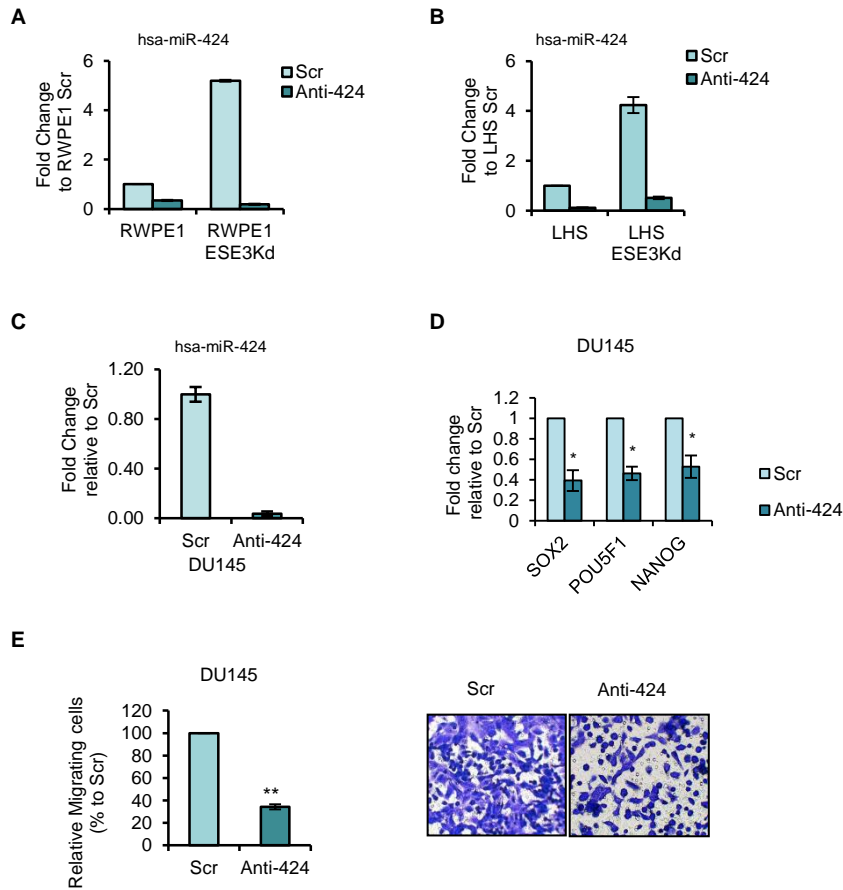 A
hsa-miR-424
Fold Change
to RWPE1 Scr
6
4
2
0
Scr
Anti-424
RWPE1
RWPE1
ESE3Kd
B
hsa-miR-424
Fold Change
to LHS Scr
6
4
2
0
Scr
Anti-424
LHS
LHS
ESE3Kd
C
hsa-miR-424
Fold Change
relative to Scr
1.20
0.80
0.40
0.00
Scr
Anti-424
DU145
D
DU145
Fold change
relative to Scr
1.2
1
0.8
0.6
0.4
0.2
0
*
*
*
SOX2
POU5F1
NANOG
Scr
Anti-424
E
DU145
Relative Migrating cells
(% to Scr)
120
100
80
60
40
20
0
**
Scr
Anti-424
Scr
Anti-424